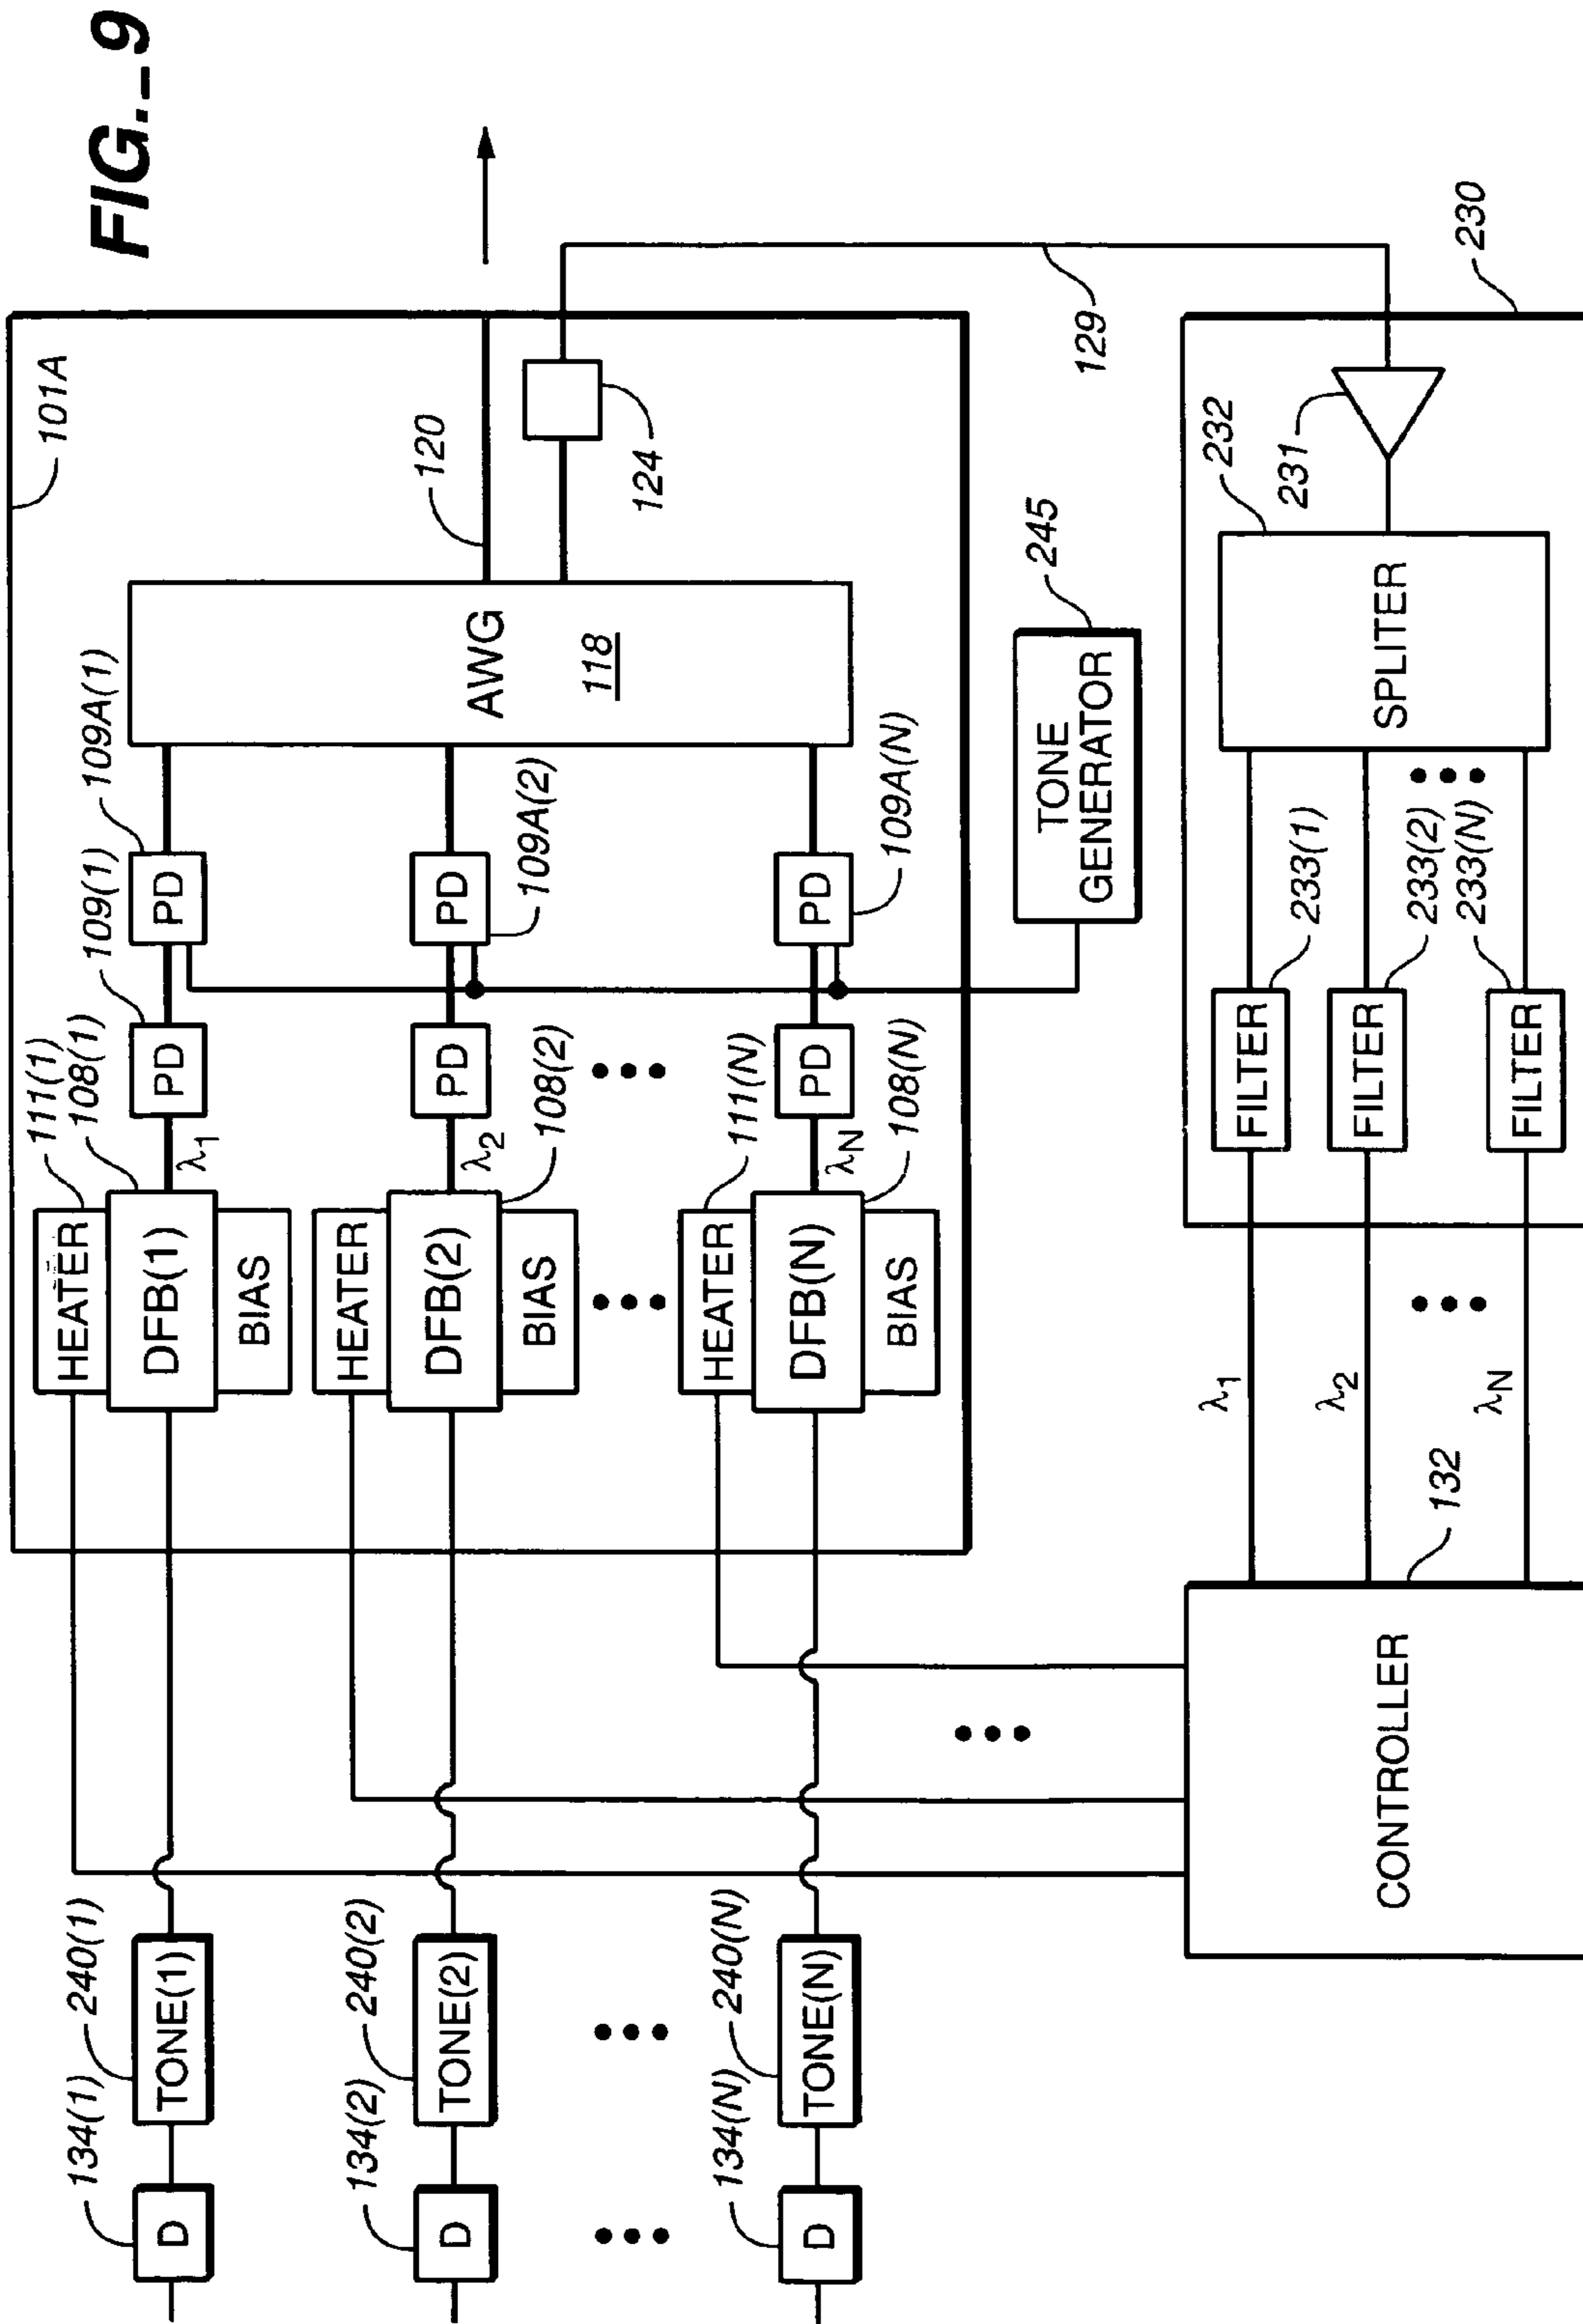 FIG._9
101A
111(1)
108(1)
109(1)
109A(1)
HEATER
DFB(1)
BIAS
λ1
PD
PD
134(1)
240(1)
D
TONE(1)
120
HEATER
DFB(2)
BIAS
λ2
PD
PD
108(2)
109A(2)
AWG
118
124
134(2)
240(2)
D
TONE(2)
111(N)
HEATER
DFB(N)
BIAS
λN
PD
PD
108(N)
109A(N)
134(N)
240(N)
D
TONE(N)
TONE
GENERATOR
245
129
CONTROLLER
132
λ1
λ2
λN
FILTER
FILTER
FILTER
233(1)
233(2)
233(N)
SPLITER
232
231
230